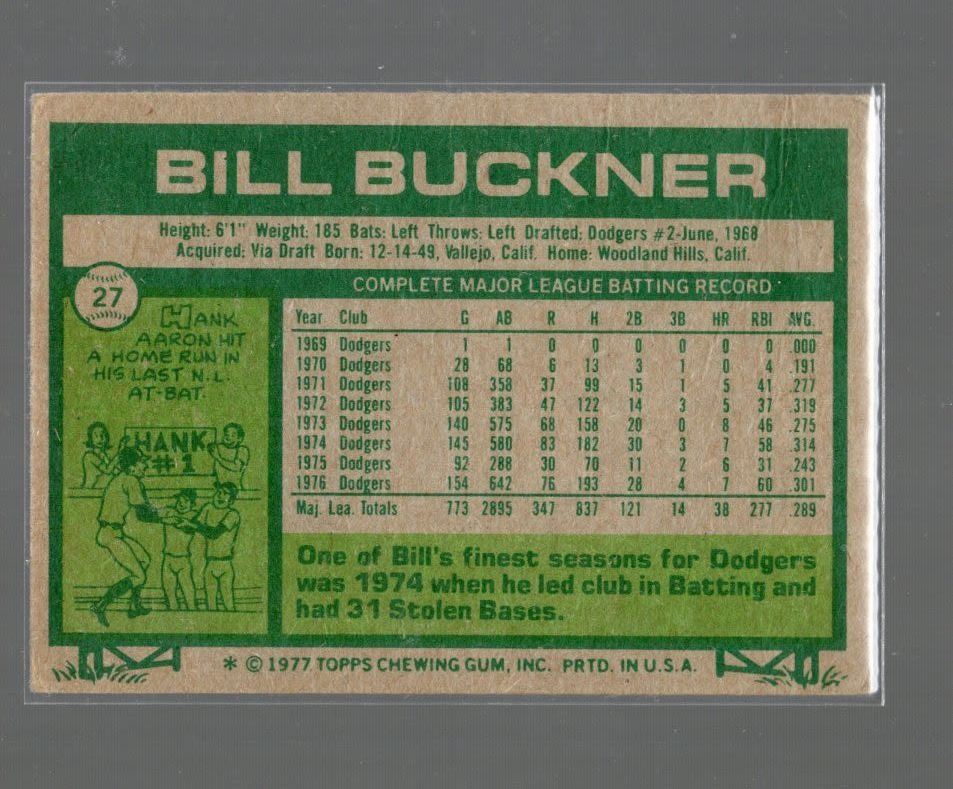 BILL BUCKNER
Height: 6'1" Weight: 185 Bats: Left Throws: Left Drafted: Dodgers #2-June, 1968
Acquired: Via Draft Born: 12-14-49, Vallejo, Calif. Home: Woodland Hills, Calif.
27
HANK
AARON HIT
A HOME RUN IN
HIS LAST N.L.
AT-BAT.
HANK
#1
COMPLETE MAJOR LEAGUE BATTING RECORD
Year Club G AB R H 2B 3B HR RBI AVG.
1969 Dodgers 1 1 0 0 0 0 0 0 .000
1970 Dodgers 28 68 6 13 3 1 0 4 .191
1971 Dodgers 108 358 37 99 15 1 5 41 .277
1972 Dodgers 105 383 47 122 14 3 5 37 .319
1973 Dodgers 140 575 68 158 20 0 8 46 .275
1974 Dodgers 145 580 83 182 30 3 7 58 .314
1975 Dodgers 92 288 30 70 11 2 6 31 .243
1976 Dodgers 154 642 76 193 28 4 7 60 .301
Maj. Lea. Totals 773 2895 347 837 121 14 38 277 .289
One of Bill's finest seasons for Dodgers
was 1974 when he led club in Batting and
had 31 Stolen Bases.
* © 1977 TOPPS CHEWING GUM, INC. PRTD. IN U.S.A.